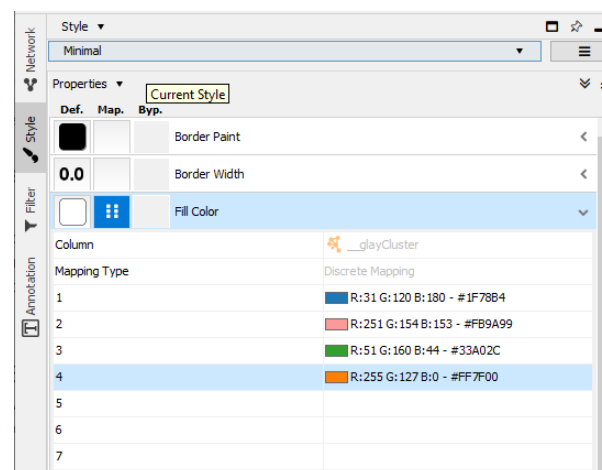 Style ▼
Minimal ▼
Properties ▼
Current Style
Def. Map. Byp.
Border Paint
0.0 Border Width
Fill Color
Column __glayCluster
Mapping Type Discrete Mapping
1 R:31 G:120 B:180 - #1F78B4
2 R:251 G:154 B:153 - #FB9A99
3 R:51 G:160 B:44 - #33A02C
4 R:255 G:127 B:0 - #FF7F00
5
6
7
Network
Style
Filter
Annotation
T